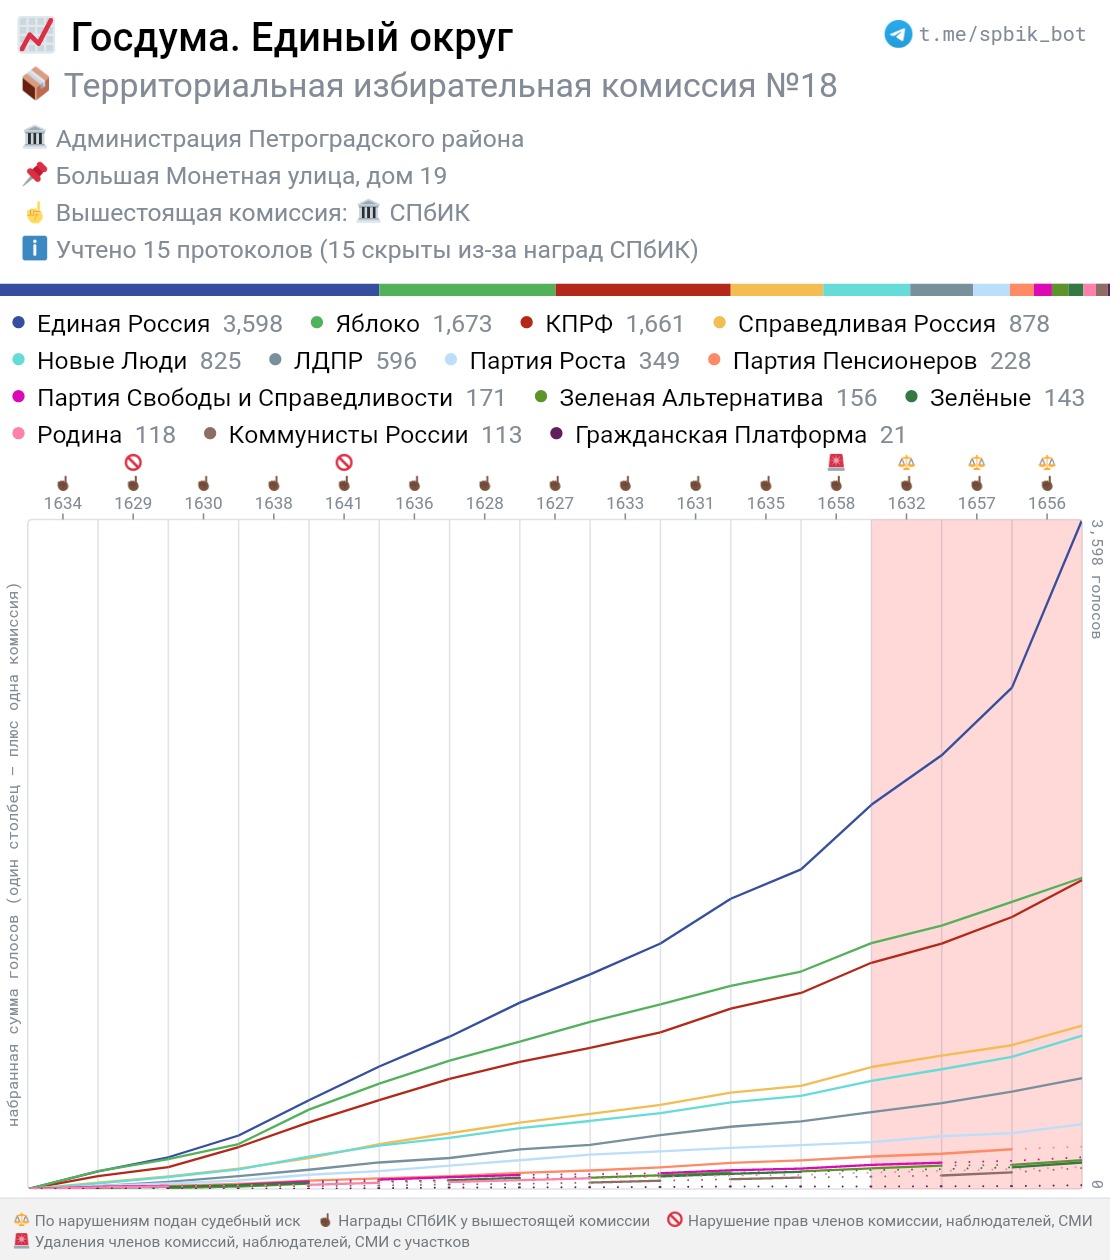 Госдума. Единый округ
t.me/spbik_bot
Территориальная избирательная комиссия №18
Администрация Петроградского района
Большая Монетная улица, дом 19
Вышестоящая комиссия: СПбИК
Учтено 15 протоколов (15 скрыты из-за наград СПбИК)
Единая Россия 3,598 Яблоко 1,673 КПРФ 1,661 Справедливая Россия 878
Новые Люди 825 ЛДПР 596 Партия Роста 349 Партия Пенсионеров 228
Партия Свободы и Справедливости 171 Зеленая Альтернатива 156 Зелёные 143
Родина 118 Коммунисты России 113 Гражданская Платформа 21
1634 1629 1630 1638 1641 1636 1628 1627 1633 1631 1635 1658 1632 1657 1656
набранная сумма голосов (один столбец — плюс одна комиссия)
3,598 голосов
0
По нарушениям подан судебный иск Награды СПбИК у вышестоящей комиссии Нарушение прав членов комиссии, наблюдателей, СМИ
Удаления членов комиссий, наблюдателей, СМИ с участков